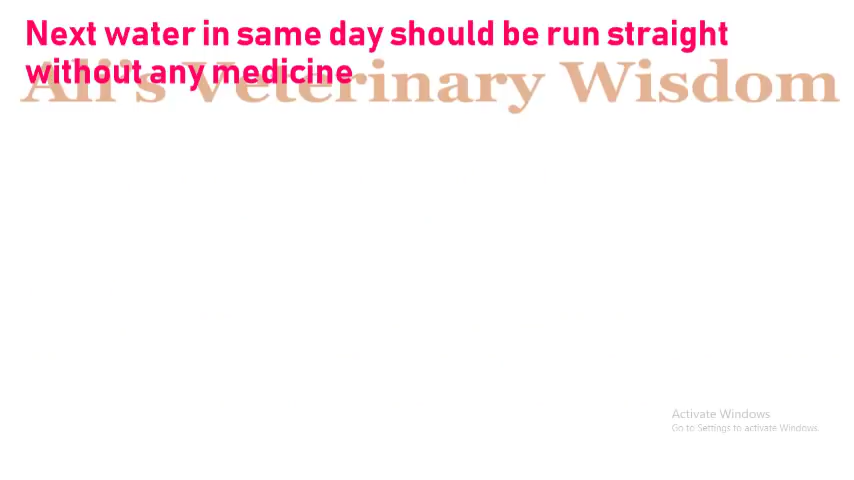 Next water in same day should be run straight
without any medicine
Ali's Veterinary Wisdom
Activate Windows
Go to Settings to activate Windows.